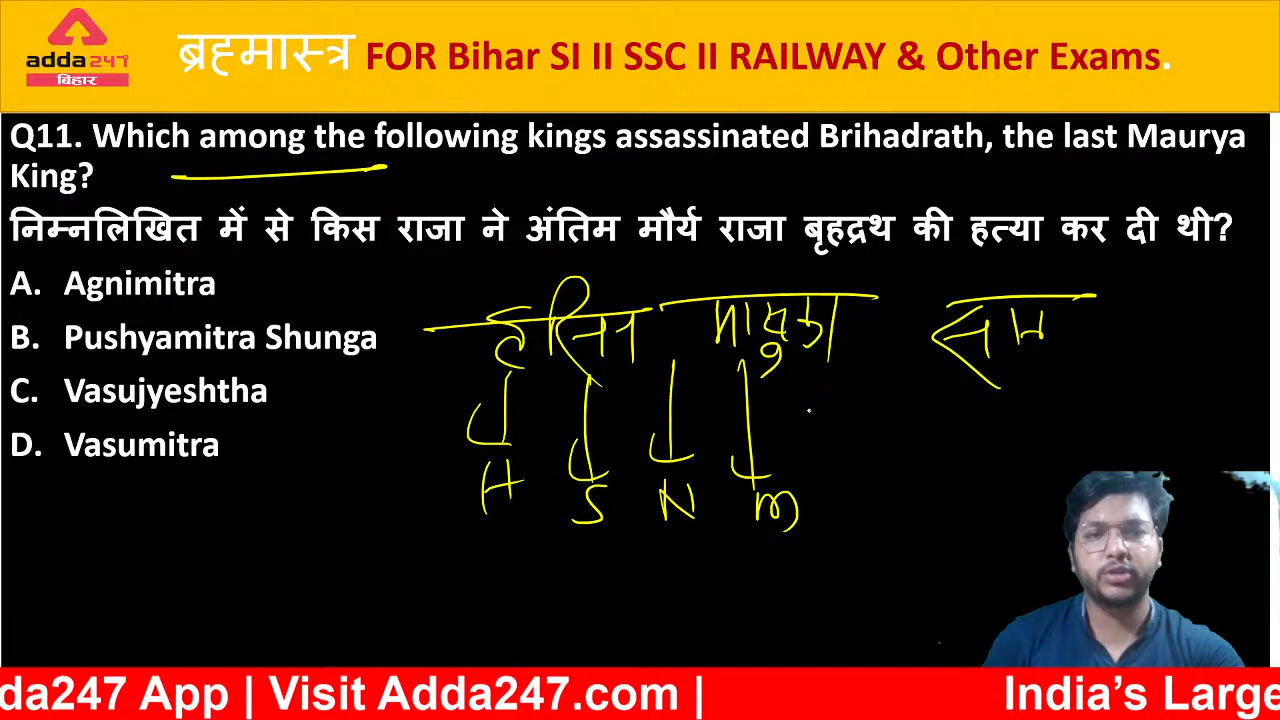 adda247
बिहार
ब्रह्मास्त्र FOR Bihar SI II SSC II RAILWAY & Other Exams.
Q11. Which among the following kings assassinated Brihadrath, the last Maurya
King?
निम्नलिखित में से किस राजा ने अंतिम मौर्य राजा बृहद्रथ की हत्या कर दी थी?
A. Agnimitra
B. Pushyamitra Shunga
C. Vasujyeshtha
D. Vasumitra
H S N M
da247 App | Visit Adda247.com | India’s Large